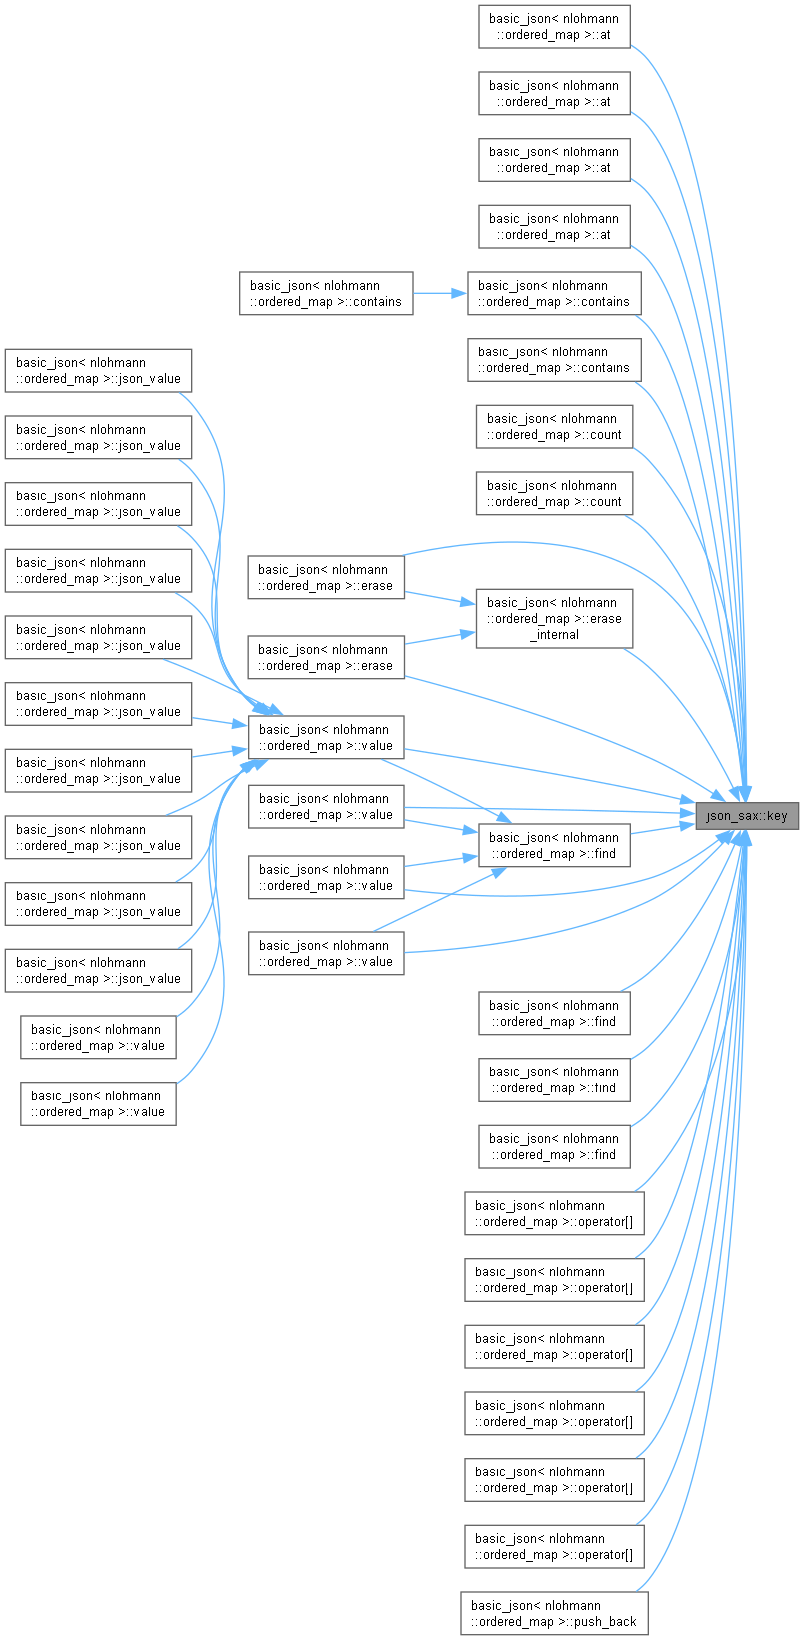 basic_json< nlohmann
::ordered_map >::at
basic_json< nlohmann
::ordered_map >::at
basic_json< nlohmann
::ordered_map >::at
basic_json< nlohmann
::ordered_map >::at
basic_json< nlohmann
::ordered_map >::contains
basic_json< nlohmann
::ordered_map >::contains
basic_json< nlohmann
::ordered_map >::contains
basic_json< nlohmann
::ordered_map >::json_value
basic_json< nlohmann
::ordered_map >::count
basic_json< nlohmann
::ordered_map >::json_value
basic_json< nlohmann
::ordered_map >::count
basic_json< nlohmann
::ordered_map >::json_value
basic_json< nlohmann
::ordered_map >::erase
basic_json< nlohmann
::ordered_map >::json_value
basic_json< nlohmann
::ordered_map >::erase
_internal
basic_json< nlohmann
::ordered_map >::json_value
basic_json< nlohmann
::ordered_map >::erase
basic_json< nlohmann
::ordered_map >::json_value
basic_json< nlohmann
::ordered_map >::value
basic_json< nlohmann
::ordered_map >::json_value
basic_json< nlohmann
::ordered_map >::value
json_sax::key
basic_json< nlohmann
::ordered_map >::json_value
basic_json< nlohmann
::ordered_map >::find
basic_json< nlohmann
::ordered_map >::value
basic_json< nlohmann
::ordered_map >::json_value
basic_json< nlohmann
::ordered_map >::value
basic_json< nlohmann
::ordered_map >::json_value
basic_json< nlohmann
::ordered_map >::find
basic_json< nlohmann
::ordered_map >::value
basic_json< nlohmann
::ordered_map >::find
basic_json< nlohmann
::ordered_map >::value
basic_json< nlohmann
::ordered_map >::find
basic_json< nlohmann
::ordered_map >::operator[]
basic_json< nlohmann
::ordered_map >::operator[]
basic_json< nlohmann
::ordered_map >::operator[]
basic_json< nlohmann
::ordered_map >::operator[]
basic_json< nlohmann
::ordered_map >::operator[]
basic_json< nlohmann
::ordered_map >::operator[]
basic_json< nlohmann
::ordered_map >::push_back